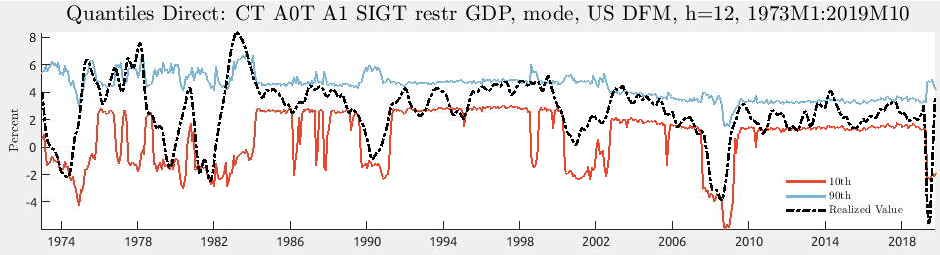 Quantiles Direct: CT A0T A1 SIGT restr GDP, mode, US DFM, h=12, 1973M1:2019M10
8
6
4
2
0
-2
-4
Percent
10th
90th
Realized Value
1974 1978 1982 1986 1990 1994 1998 2002 2006 2010 2014 2018